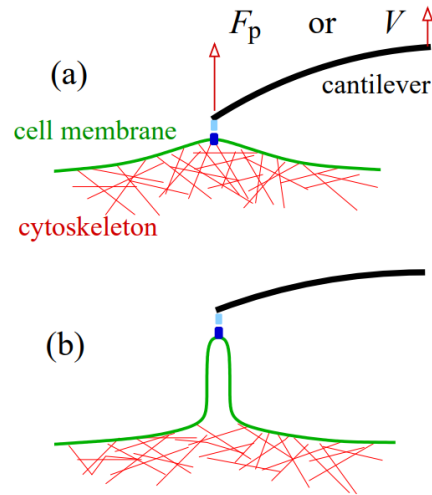 Fp or V
(a)
cantilever
cell membrane
cytoskeleton
(b)